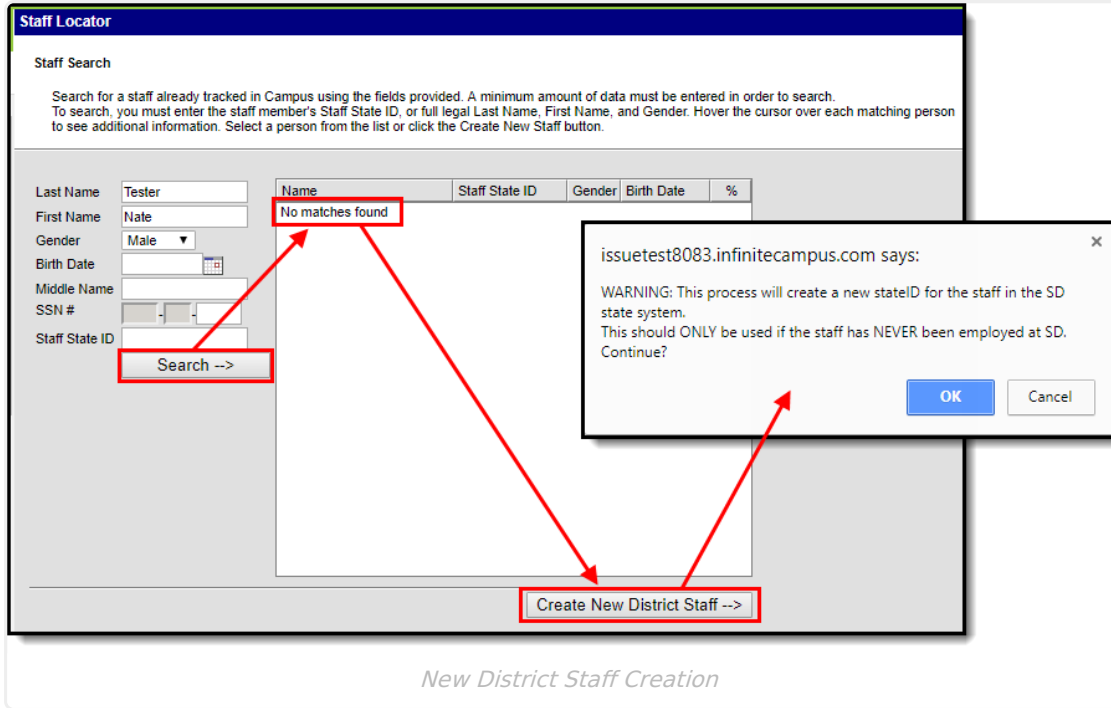 Staff Locator
Staff Search
Search for a staff already tracked in Campus using the fields provided. A minimum amount of data must be entered in order to search.
To search, you must enter the staff member's Staff State ID, or full legal Last Name, First Name, and Gender. Hover the cursor over each matching person
to see additional information. Select a person from the list or click the Create New Staff button.
Last Name Tester
First Name Nate
Gender Male
Birth Date
Middle Name
SSN # - -
Staff State ID
Search -->
Name Staff State ID Gender Birth Date %
No matches found
Create New District Staff -->
issuetest8083.infinitecampus.com says:
WARNING: This process will create a new stateID for the staff in the SD
state system.
This should ONLY be used if the staff has NEVER been employed at SD.
Continue?
OK Cancel
New District Staff Creation